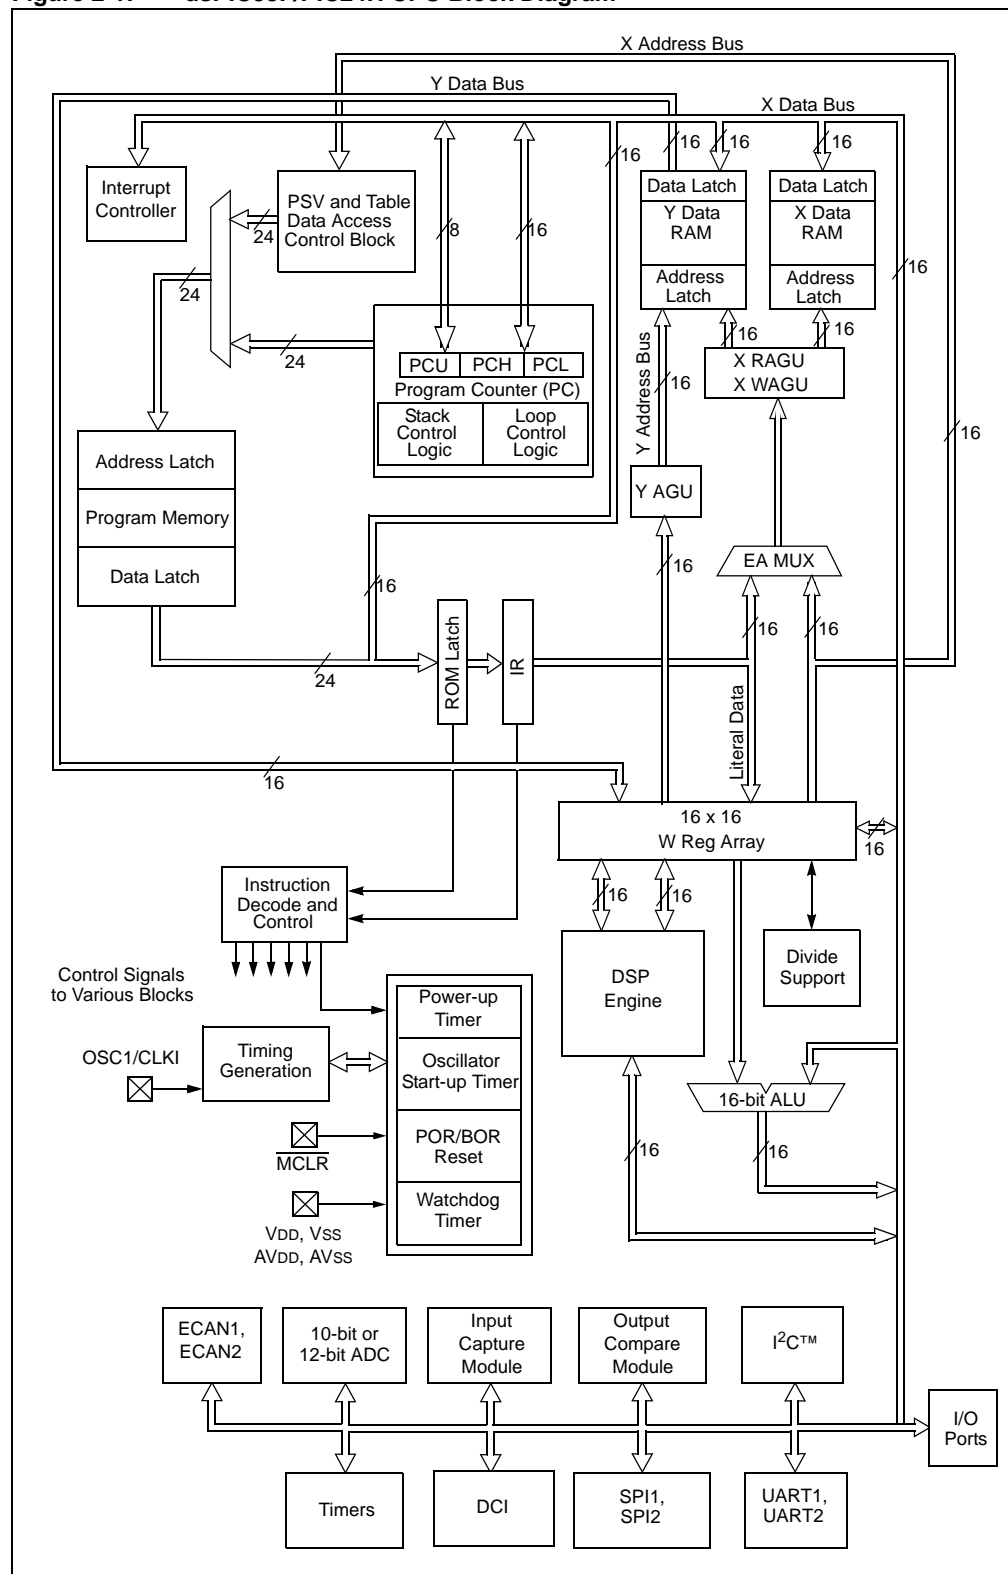 X Address Bus
Y Data Bus
X Data Bus
16
16
16
16
Interrupt
Controller
PSV and Table
Data Access
Control Block
24
8
16
Data Latch
Y Data
RAM
Address
Latch
Data Latch
X Data
RAM
Address
Latch
16
24
24
16
16
X RAGU
X WAGU
PCU
PCH
PCL
Program Counter (PC)
Stack
Control
Logic
Loop
Control
Logic
Y Address Bus
16
16
Y AGU
Address Latch
Program Memory
Data Latch
EA MUX
16
16
16
16
24
ROM Latch
IR
Literal Data
16
16 x 16
W Reg Array
16
16
16
Instruction
Decode and
Control
DSP
Engine
Divide
Support
Control Signals
to Various Blocks
Power-up
Timer
OSC1/CLKI
Timing
Generation
Oscillator
Start-up Timer
16-bit ALU
POR/BOR
Reset
MCLR
16
16
Watchdog
Timer
VDD, VSS
AVDD, AVSS
ECAN1,
ECAN2
10-bit or
12-bit ADC
Input
Capture
Module
Output
Compare
Module
I2C™
I/O
Ports
Timers
DCI
SPI1,
SPI2
UART1,
UART2